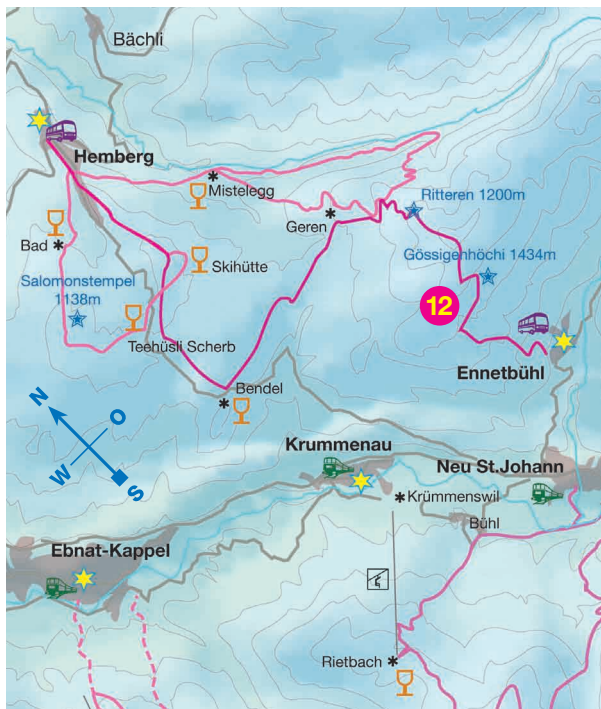 Bächli
Hemberg
Mistelegg
Ritteren 1200m
Geren
Bad
Gössigenhöchi 1434m
Skihütte
Salomonstempel
1138m
12
Teehüsli Scherb
Ennetbühl
Bendel
N
O
W
S
Krummenau
Neu St.Johann
Krümmenswil
Bühl
Ebnat-Kappel
Rietbach